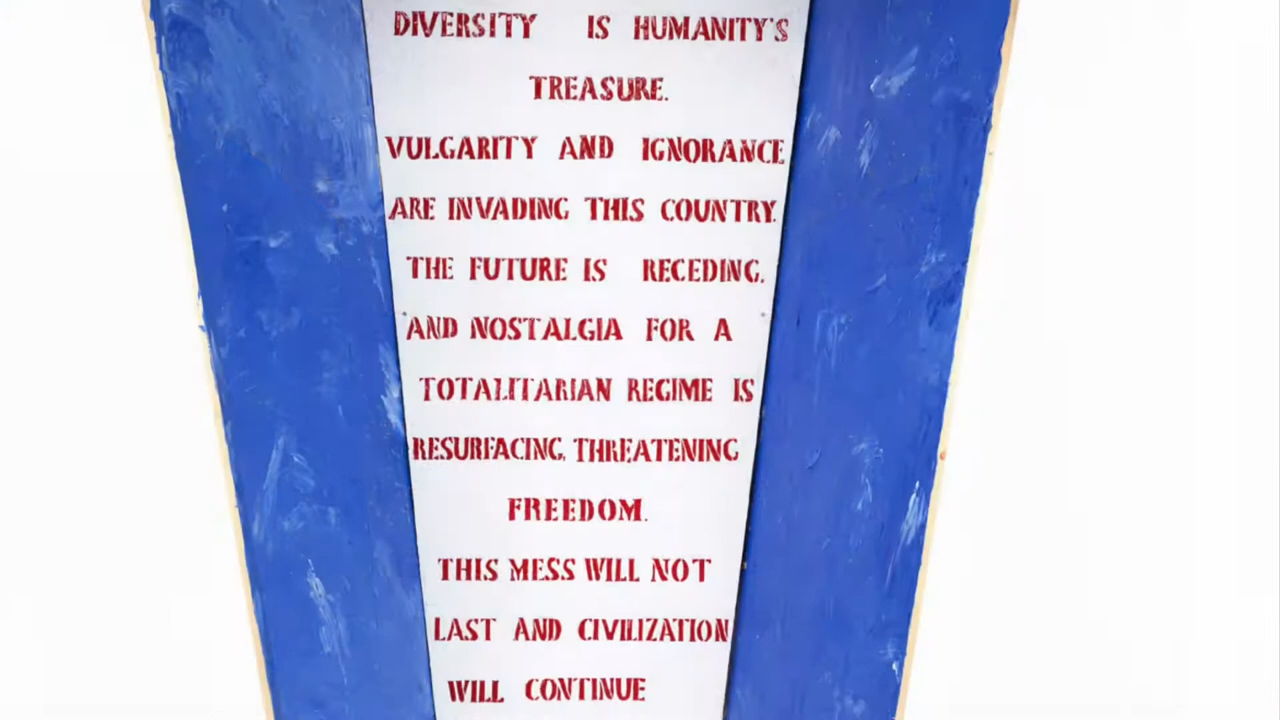 DIVERSITY IS HUMANITY'S
TREASURE.
VULGARITY AND IGNORANCE
ARE INVADING THIS COUNTRY.
THE FUTURE IS RECEDING.
AND NOSTALGIA FOR A
TOTALITARIAN REGIME IS
RESURFACING, THREATENING
FREEDOM.
THIS MESS WILL NOT
LAST AND CIVILIZATION
WILL CONTINUE